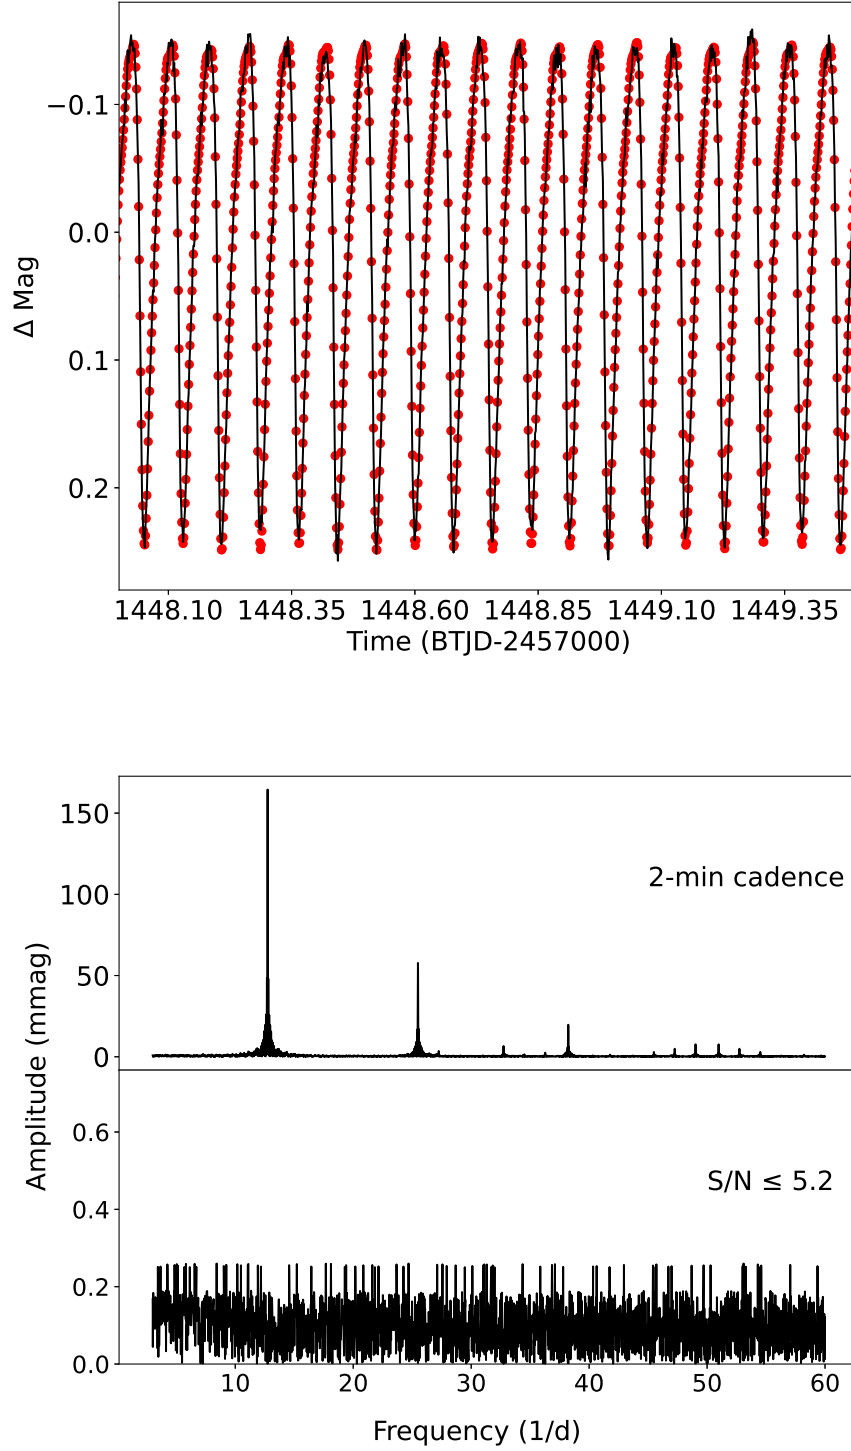 −0.1
0.0
0.1
0.2
Δ Mag
1448.10 1448.35 1448.60 1448.85 1449.10 1449.35
Time (BTJD-2457000)
150
100
50
0
2-min cadence
Amplitude (mmag)
0.6
0.4
0.2
0.0
S/N ≤ 5.2
10 20 30 40 50 60
Frequency (1/d)